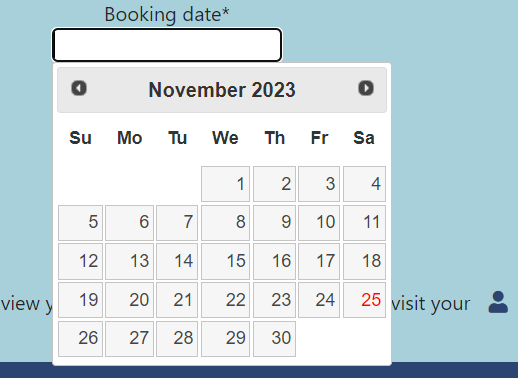 Booking date*
November 2023
Su Mo Tu We Th Fr Sa
1 2 3 4
5 6 7 8 9 10 11
12 13 14 15 16 17 18
19 20 21 22 23 24 25
26 27 28 29 30
view visit your